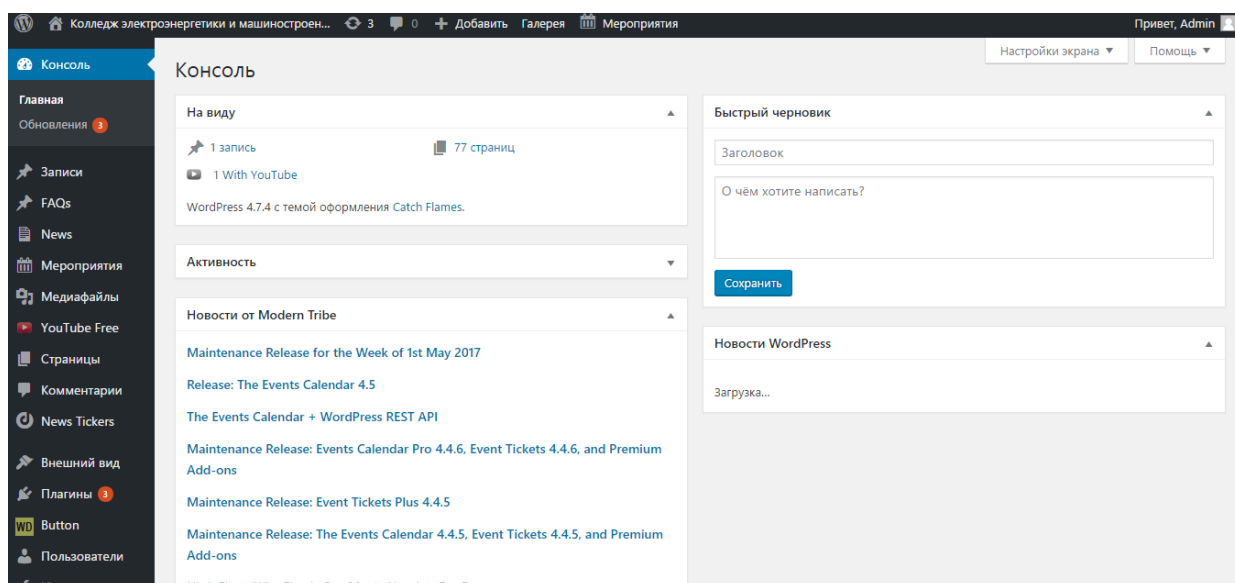 Колледж электроэнергетики и машиностроен... 3 0 + Добавить Галерея Мероприятия Привет, Admin
Настройки экрана ▼ Помощь ▼
Консоль
Главная
Обновления 3
Записи
FAQs
News
Мероприятия
Медиафайлы
YouTube Free
Страницы
Комментарии
News Tickers
Внешний вид
Плагины 3
WD Button
Пользователи
Консоль
На виду
1 запись 77 страниц
1 With YouTube
WordPress 4.7.4 с темой оформления Catch Flames.
Активность
Новости от Modern Tribe
Maintenance Release for the Week of 1st May 2017
Release: The Events Calendar 4.5
The Events Calendar + WordPress REST API
Maintenance Release: Events Calendar Pro 4.4.6, Event Tickets 4.4.6, and Premium
Add-ons
Maintenance Release: Event Tickets Plus 4.4.5
Maintenance Release: The Events Calendar 4.4.5, Event Tickets 4.4.5, and Premium
Add-ons
Быстрый черновик
Заголовок
О чём хотите написать?
Сохранить
Новости WordPress
Загрузка...